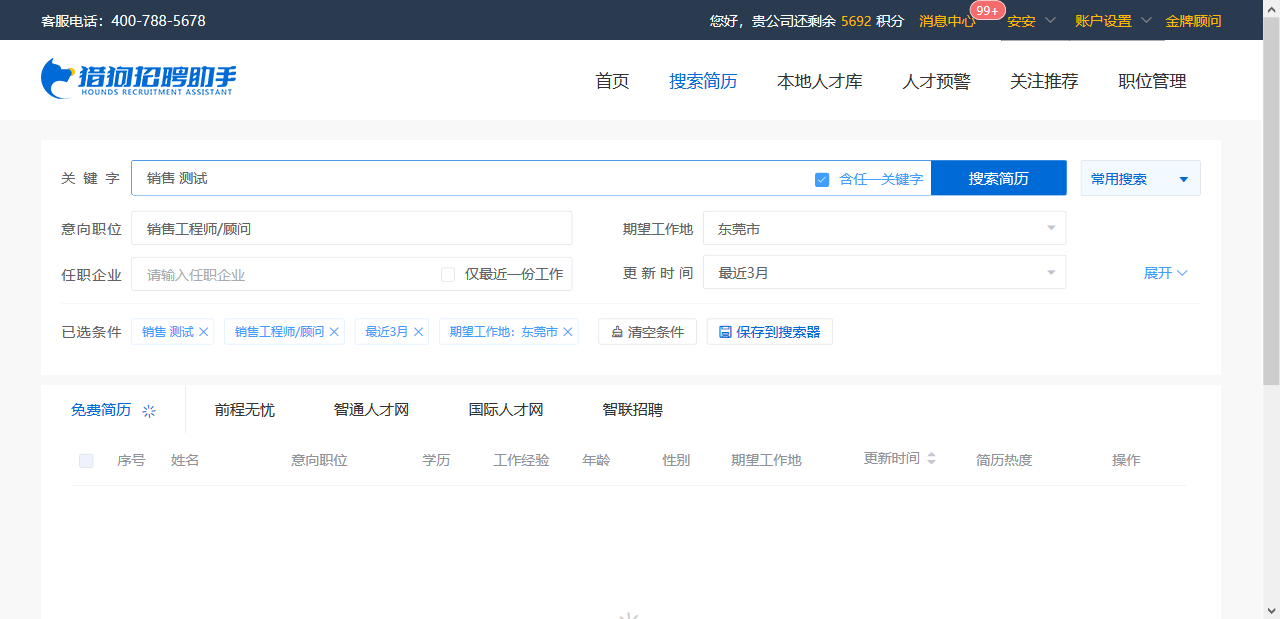 客服电话：400-788-5678
您好，贵公司还剩余 5692 积分 消息中心 99+ 安安 账户设置 金牌顾问
猎狗招聘助手
HOUNDS RECRUITMENT ASSISTANT
首页 搜索简历 本地人才库 人才预警 关注推荐 职位管理
关键字 销售 测试 含任一关键字 搜索简历 常用搜索
意向职位 销售工程师/顾问 期望工作地 东莞市
任职企业 请输入任职企业 仅最近一份工作 更新时间 最近3月 展开
已选条件 销售 测试 销售工程师/顾问 最近3月 期望工作地：东莞市 清空条件 保存到搜索器
免费简历 前程无忧 智通人才网 国际人才网 智联招聘
序号 姓名 意向职位 学历 工作经验 年龄 性别 期望工作地 更新时间 简历热度 操作